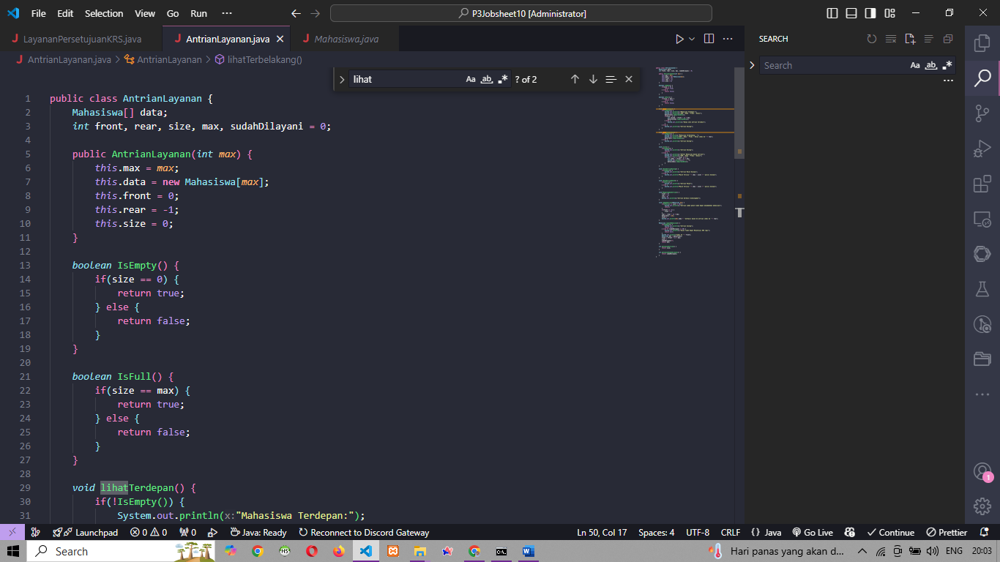 File Edit Selection View Go Run ··· P3Jobsheet10 [Administrator]
LayananPersetujuanKRS.java AntrianLayanan.java Mahasiswa.java
AntrianLayanan.java > AntrianLayanan > lihatTerbelakang()
lihat Aa ab ? of 2
1 public class AntrianLayanan {
2 Mahasiswa[] data;
3 int front, rear, size, max, sudahDilayani = 0;
4
5 public AntrianLayanan(int max) {
6 this.max = max;
7 this.data = new Mahasiswa[max];
8 this.front = 0;
9 this.rear = -1;
10 this.size = 0;
11 }
12
13 boolean IsEmpty() {
14 if(size == 0) {
15 return true;
16 } else {
17 return false;
18 }
19 }
20
21 boolean IsFull() {
22 if(size == max) {
23 return true;
24 } else {
25 return false;
26 }
27 }
28
29 void lihatTerdepan() {
30 if(!IsEmpty()) {
31 System.out.println(x:"Mahasiswa Terdepan:");
SEARCH
Search Aa ab
1
Launchpad 0 0 0 Java: Ready Reconnect to Discord Gateway Ln 50, Col 17 Spaces: 4 UTF-8 CRLF {} Java Go Live Continue Prettier
Search Hari panas yang akan d... ENG 20:03